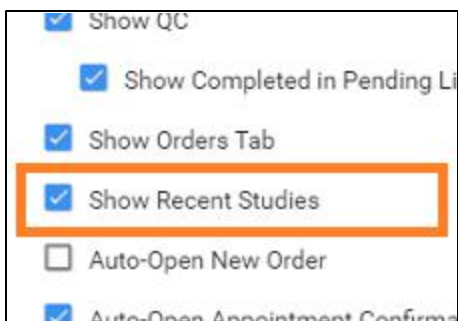 Show QC
Show Completed in Pending
Show Orders Tab
Show Recent Studies
Auto-Open New Order
Auto-Open Appointment